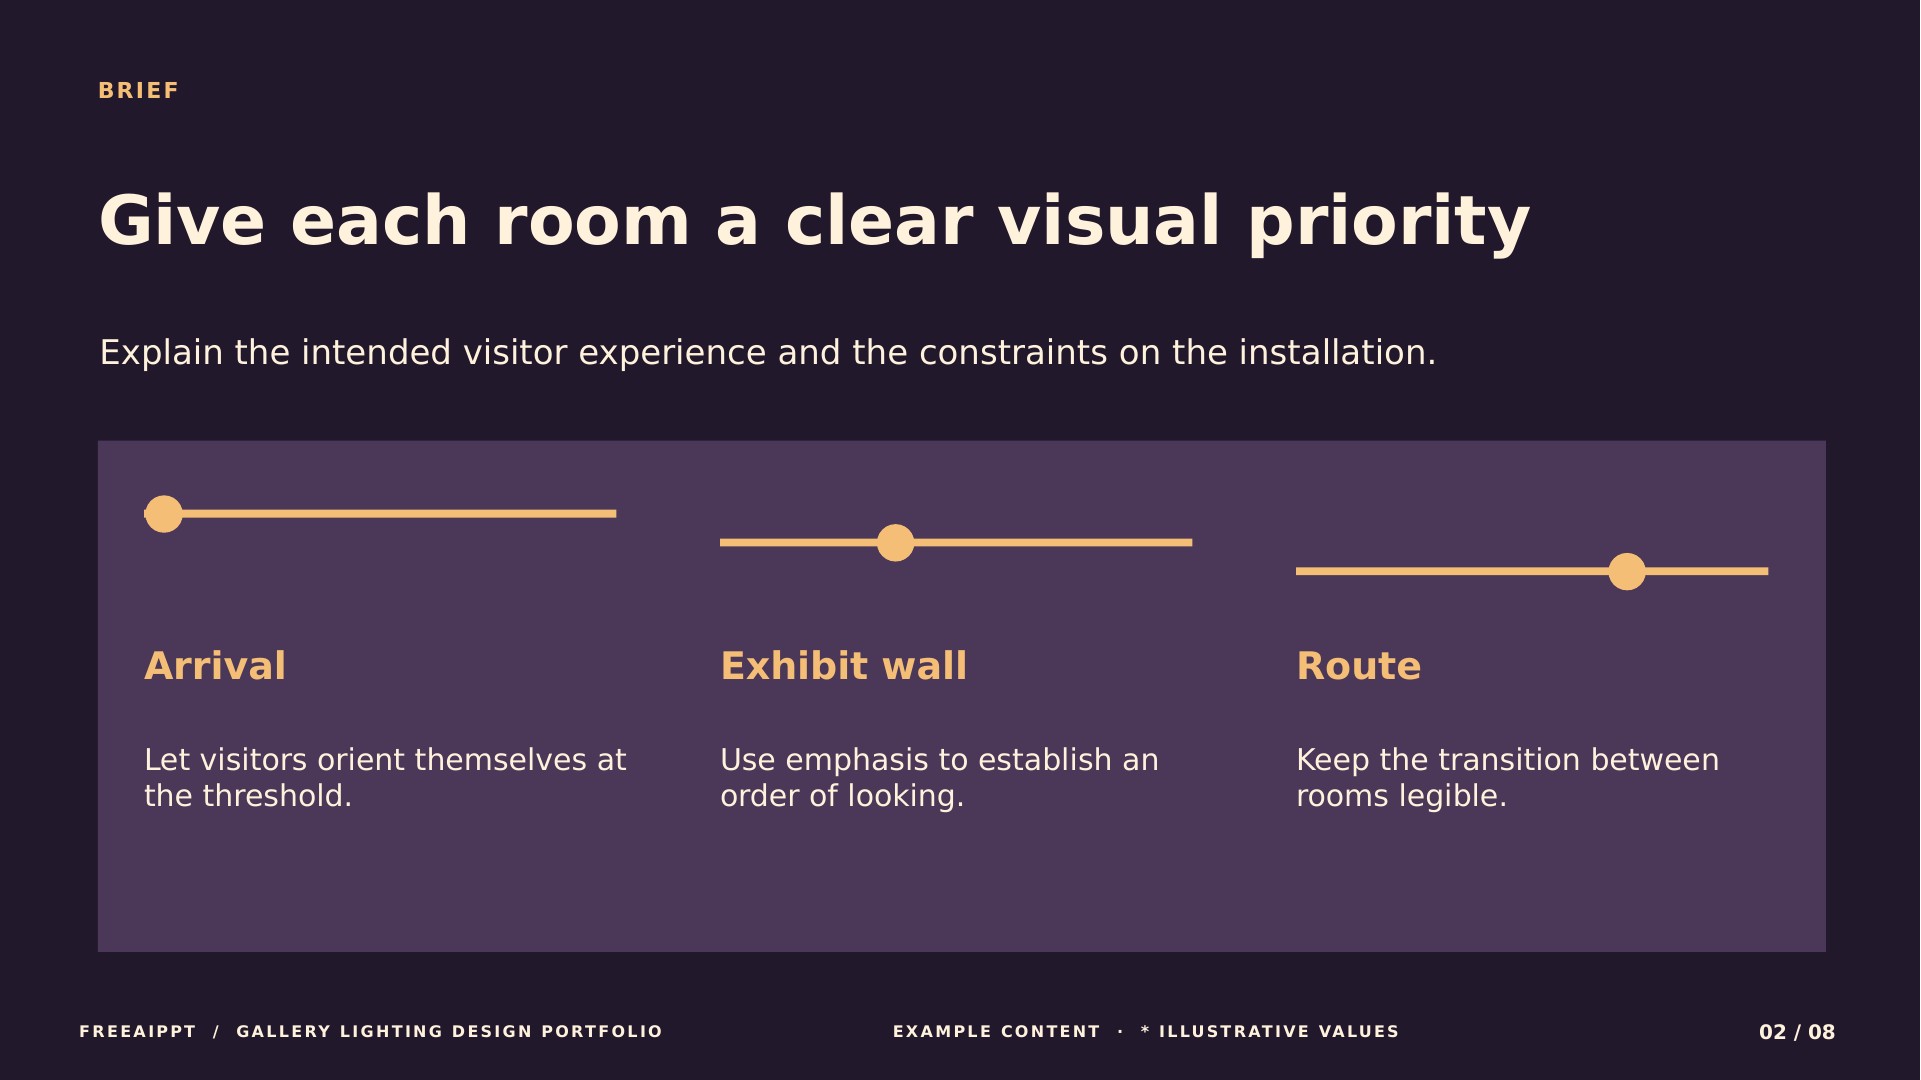 BRIEF
Give each room a clear visual priority
Explain the intended visitor experience and the constraints on the installation.
Arrival
Let visitors orient themselves at
the threshold.
Exhibit wall
Use emphasis to establish an
order of looking.
Route
Keep the transition between
rooms legible.
FREEAIPPT / GALLERY LIGHTING DESIGN PORTFOLIO
EXAMPLE CONTENT · * ILLUSTRATIVE VALUES
02 / 08